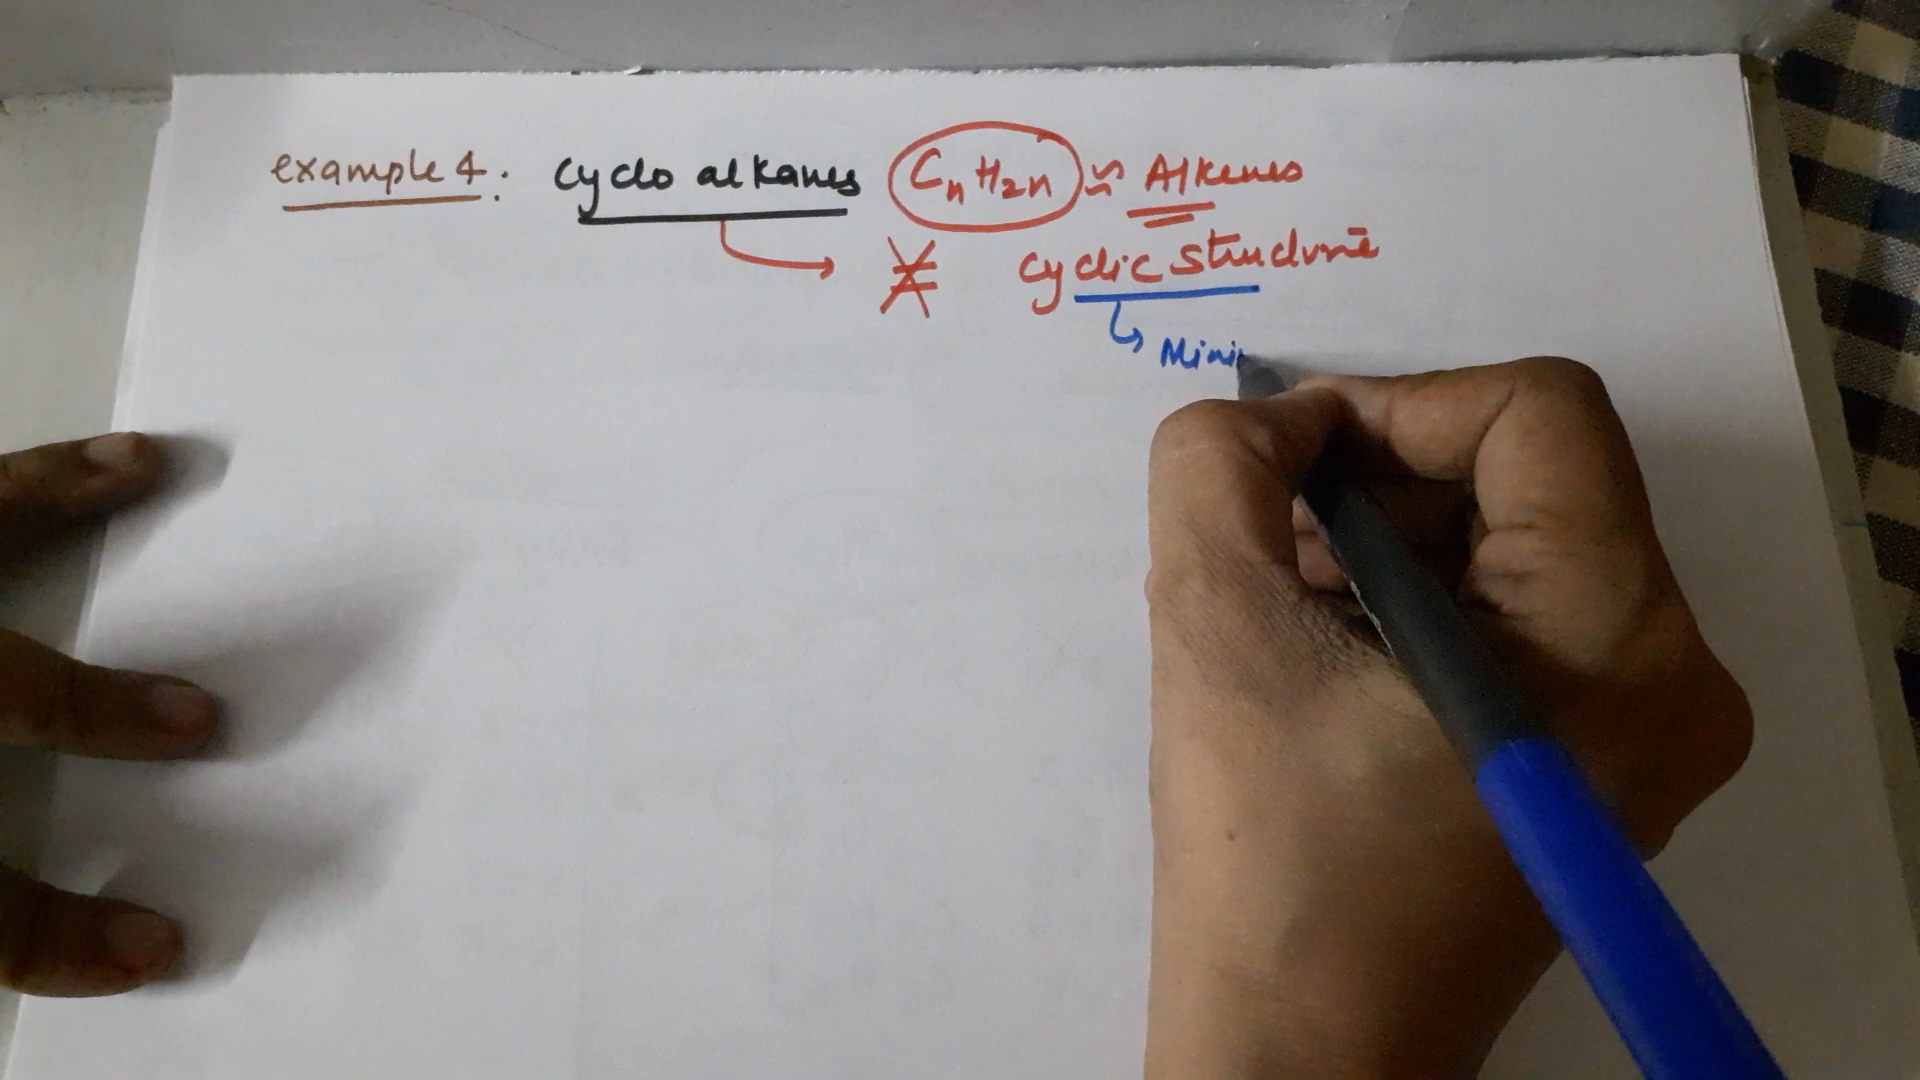 example 4: Cyclo alkanes CnH2n ≈ Alkenes
Cyclic structure
Mini